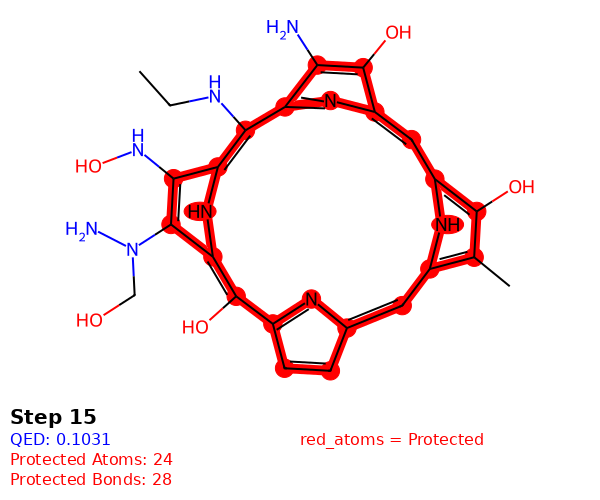 H₂N
OH
H
N
N
H
N
HO
OH
HN
NH
H₂N
N
N
HO
HO
Step 15
QED: 0.1031
Protected Atoms: 24
red_atoms = Protected
Protected Bonds: 28